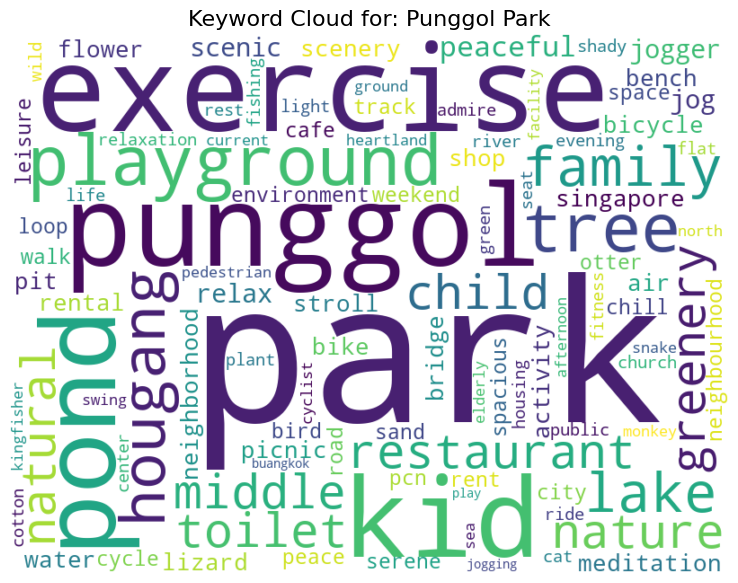 Keyword Cloud for: Punggol Park
wild
flower
scenic
scenery
peaceful
shady
jogger
exercise
fishing
ground
bench
rest
light
track
admire
facility
space
jog
leisure
cafe
bicycle
relaxation
current
heartland
river
evening
flat
playground
shop
family
life
environment
weekend
seat
singapore
loop
punggol
green
tree
north
walk
pit
pedestrian
otter
rental
relax
stroll
child
air
chill
greenery
neighbourhood
hougang
neighborhood
park
fitness
afternoon
snake
church
pond
natural
plant
bike
bridge
activity
swing
cyclist
elderly
spacious
housing
kingfisher
center
bird
sand
public
monkey
picnic
road
restaurant
buangkok
cotton
middle
kid
pcn
rent
play
city
lake
toilet
sea
ride
nature
water
cycle
lizard
peace
serene
jogging
cat
meditation